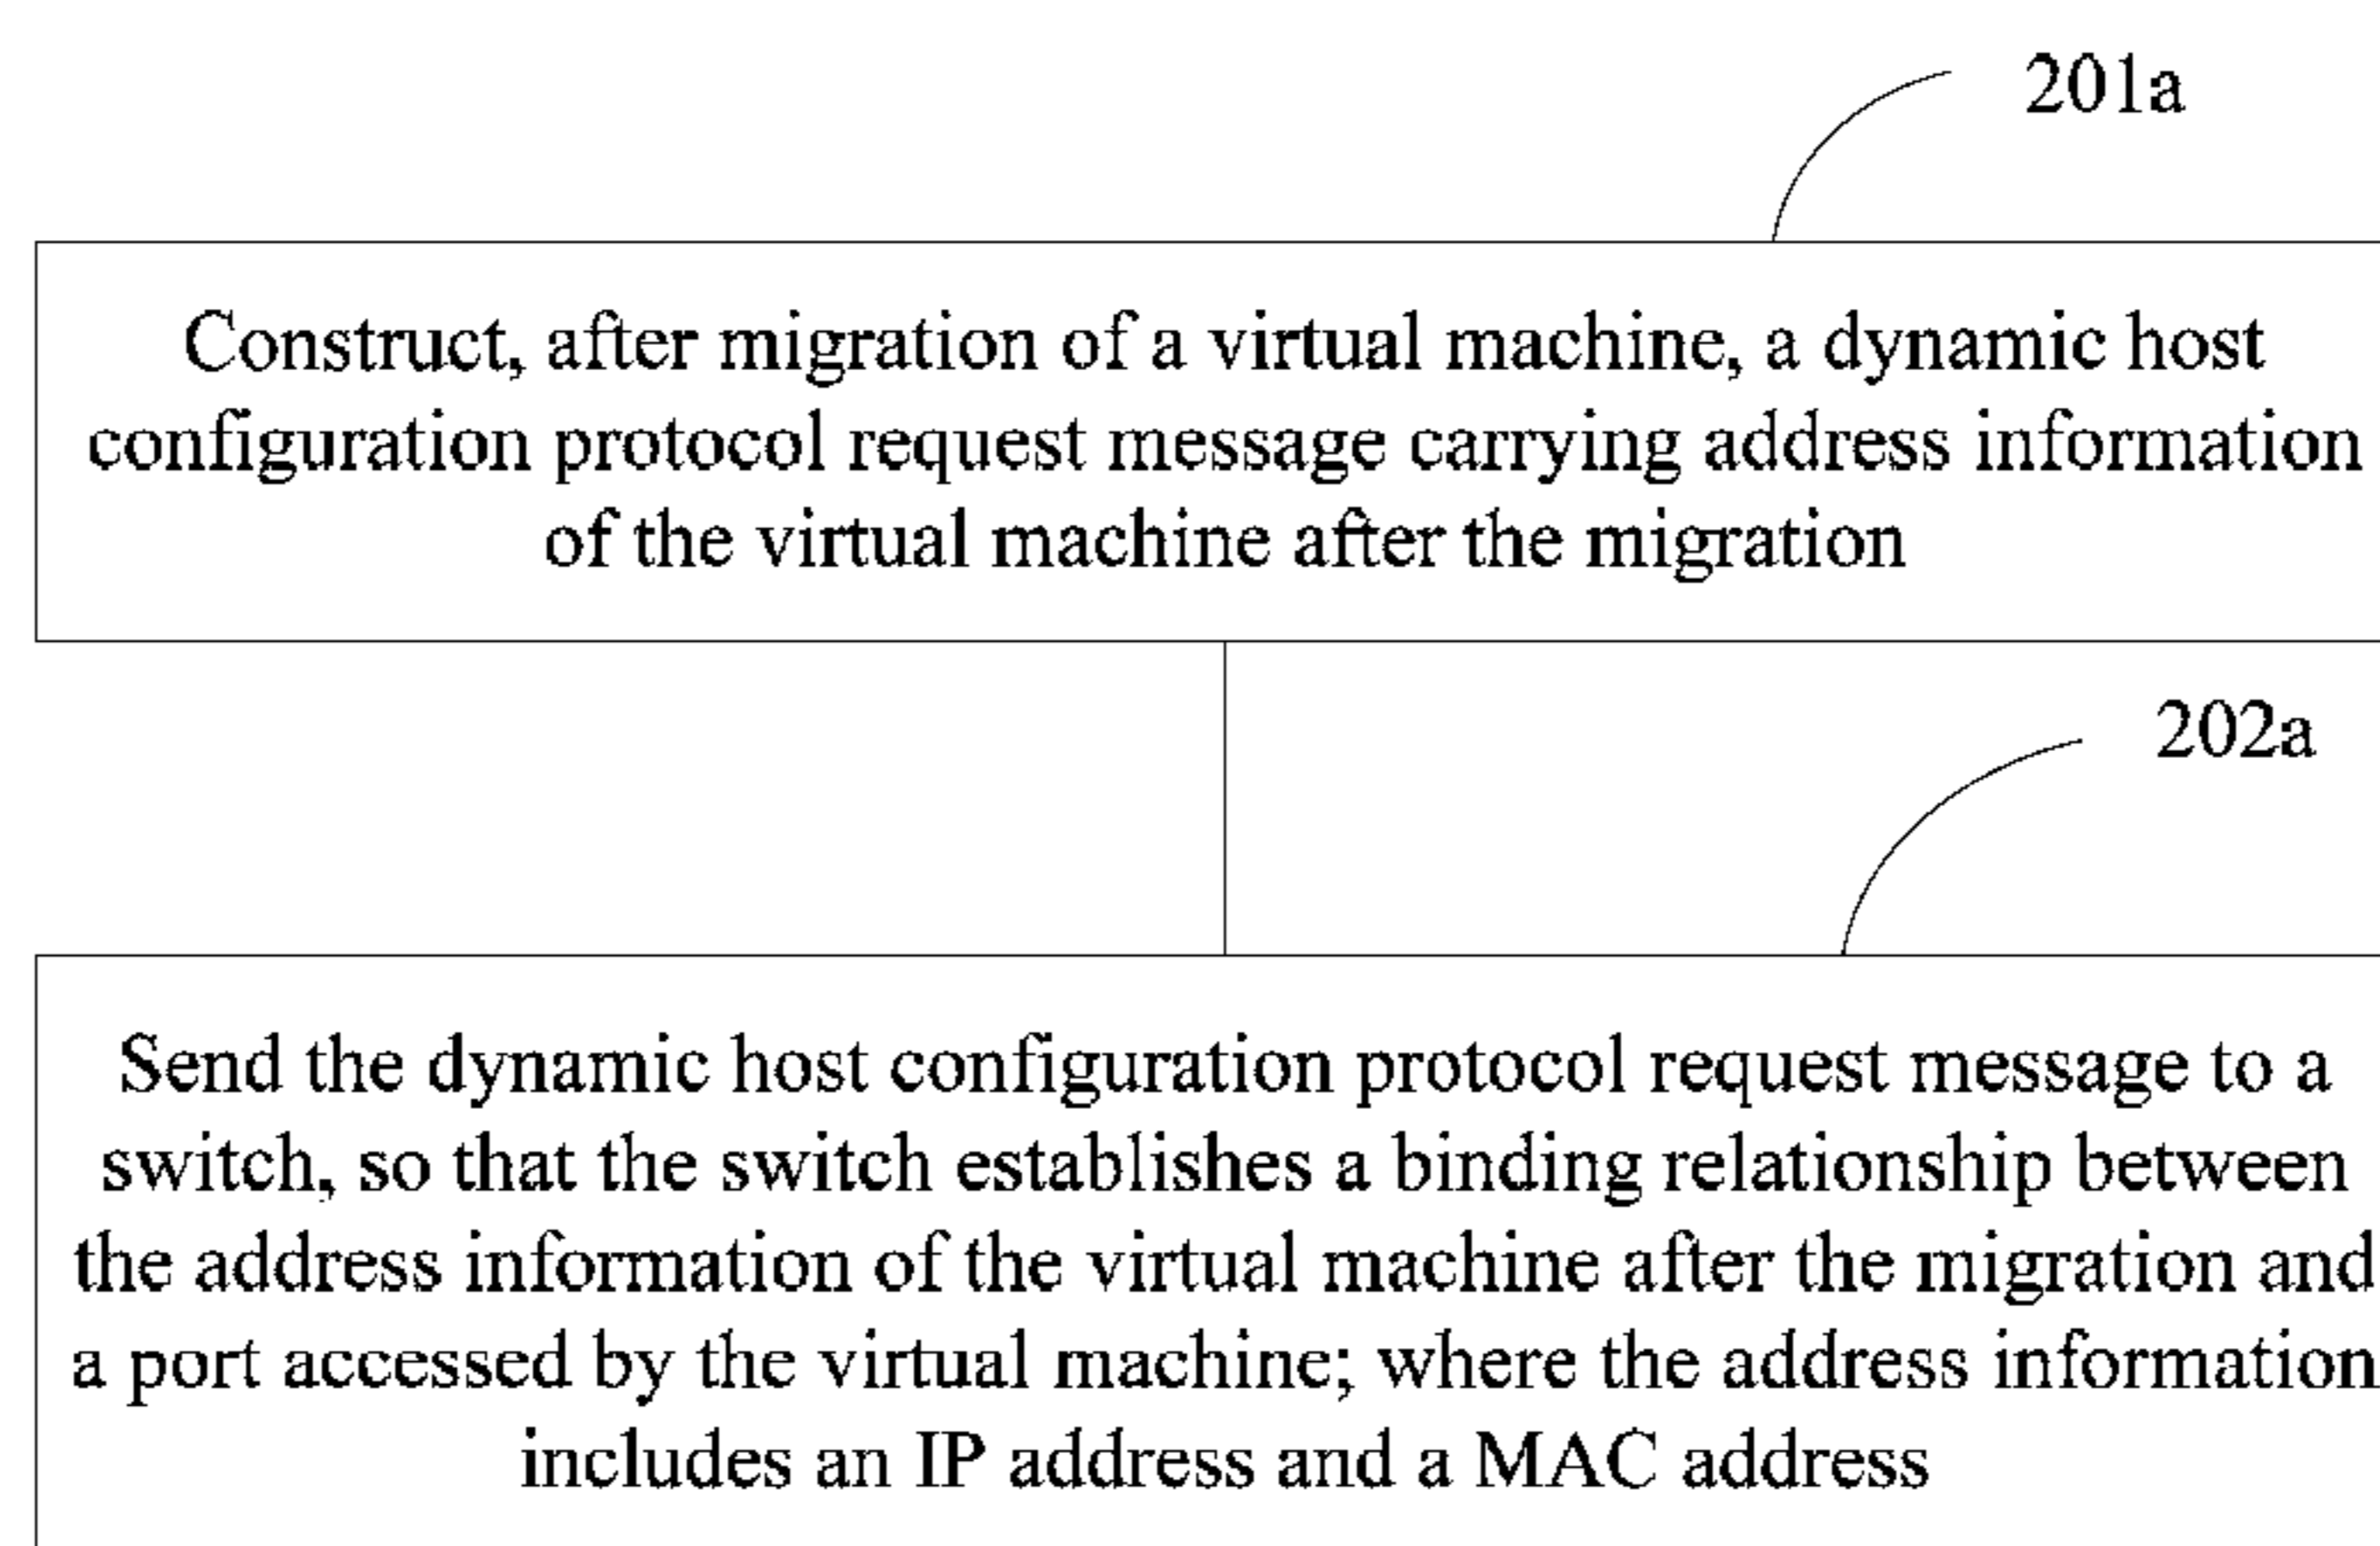 201a
Construct, after migration of a virtual machine, a dynamic host
configuration protocol request message carrying address information
of the virtual machine after the migration
202a
Send the dynamic host configuration protocol request message to a
switch, so that the switch establishes a binding relationship between
the address information of the virtual machine after the migration and
a port accessed by the virtual machine; where the address information
includes an IP address and a MAC address